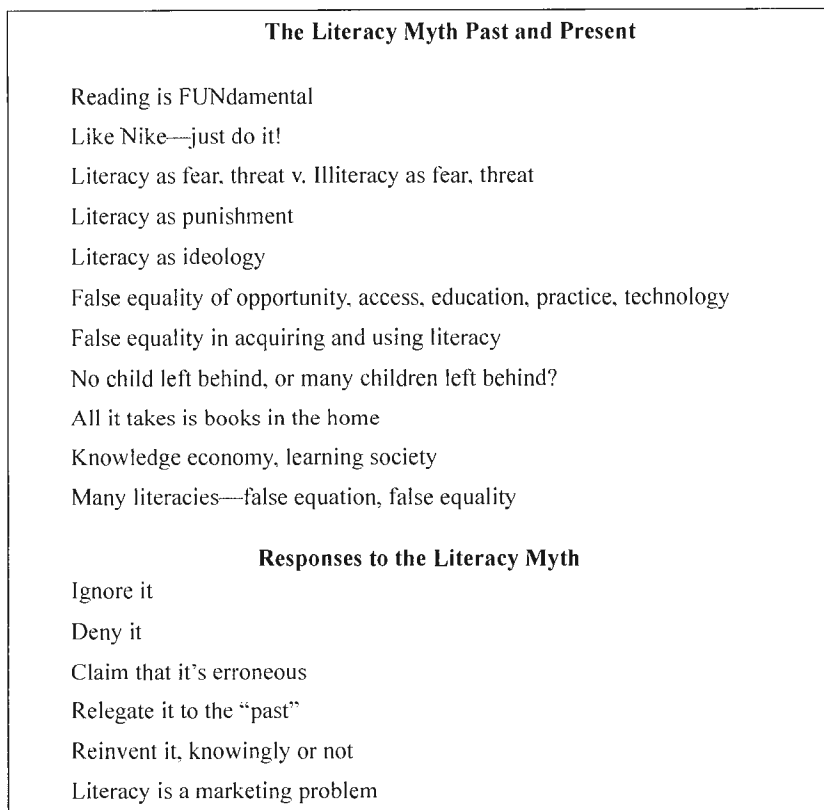 The Literacy Myth Past and Present
Reading is FUNdamental
Like Nike—just do it!
Literacy as fear, threat v. Illiteracy as fear, threat
Literacy as punishment
Literacy as ideology
False equality of opportunity, access, education, practice, technology
False equality in acquiring and using literacy
No child left behind, or many children left behind?
All it takes is books in the home
Knowledge economy, learning society
Many literacies—false equation, false equality
Responses to the Literacy Myth
Ignore it
Deny it
Claim that it's erroneous
Relegate it to the “past”
Reinvent it, knowingly or not
Literacy is a marketing problem